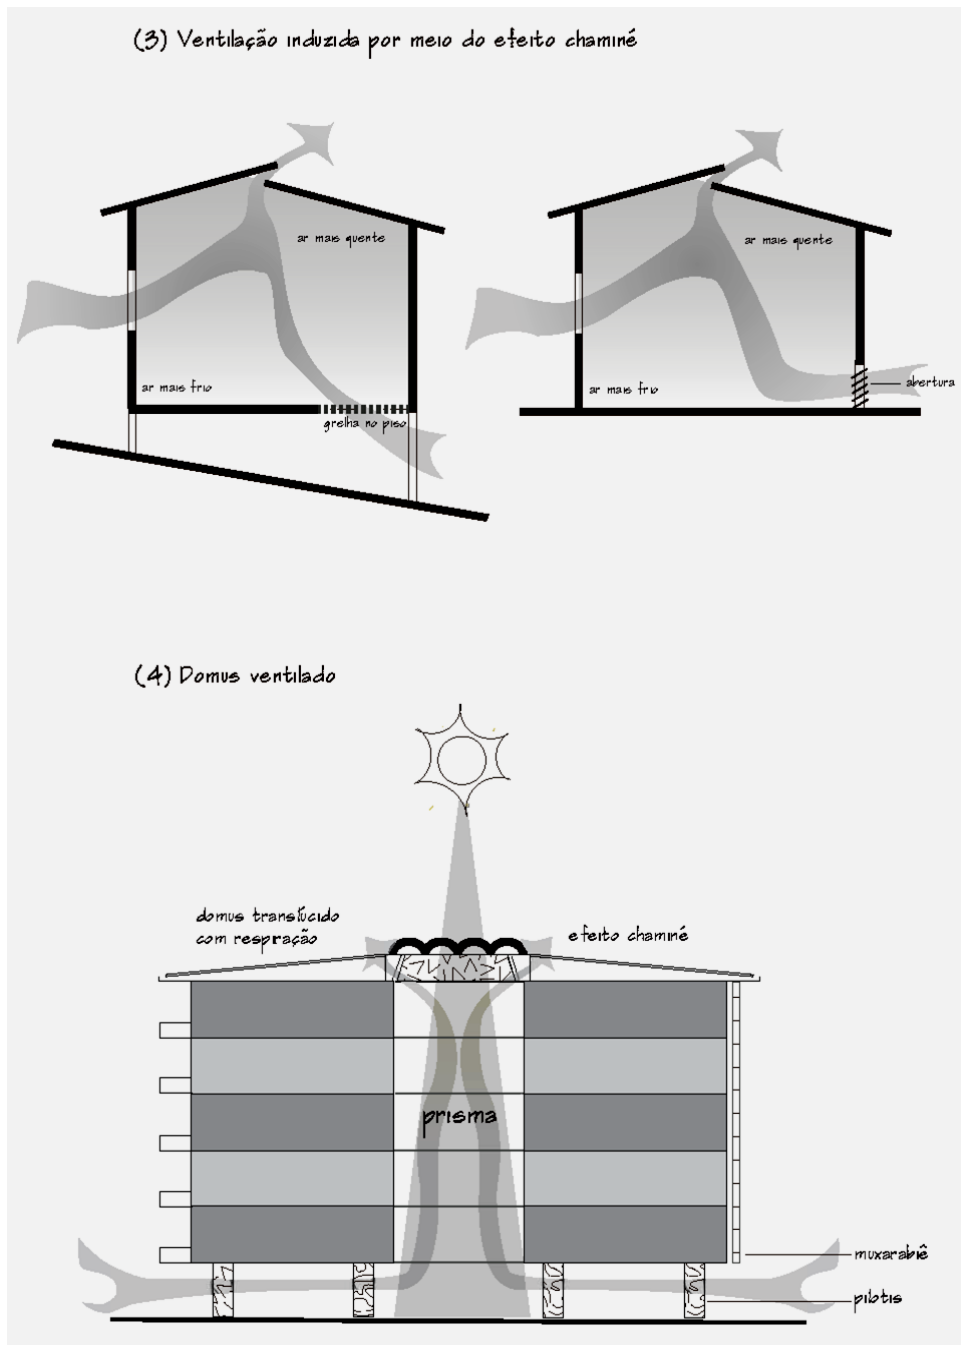 (3) Ventilação induzida por meio do efeito chaminé
ar mais quente
ar mais frio
grelha no piso
ar mais quente
ar mais frio
abertura
(4) Domus ventilado
domus translúcido
com respiração
efeito chaminé
prisma
muxarabiê
pilotis